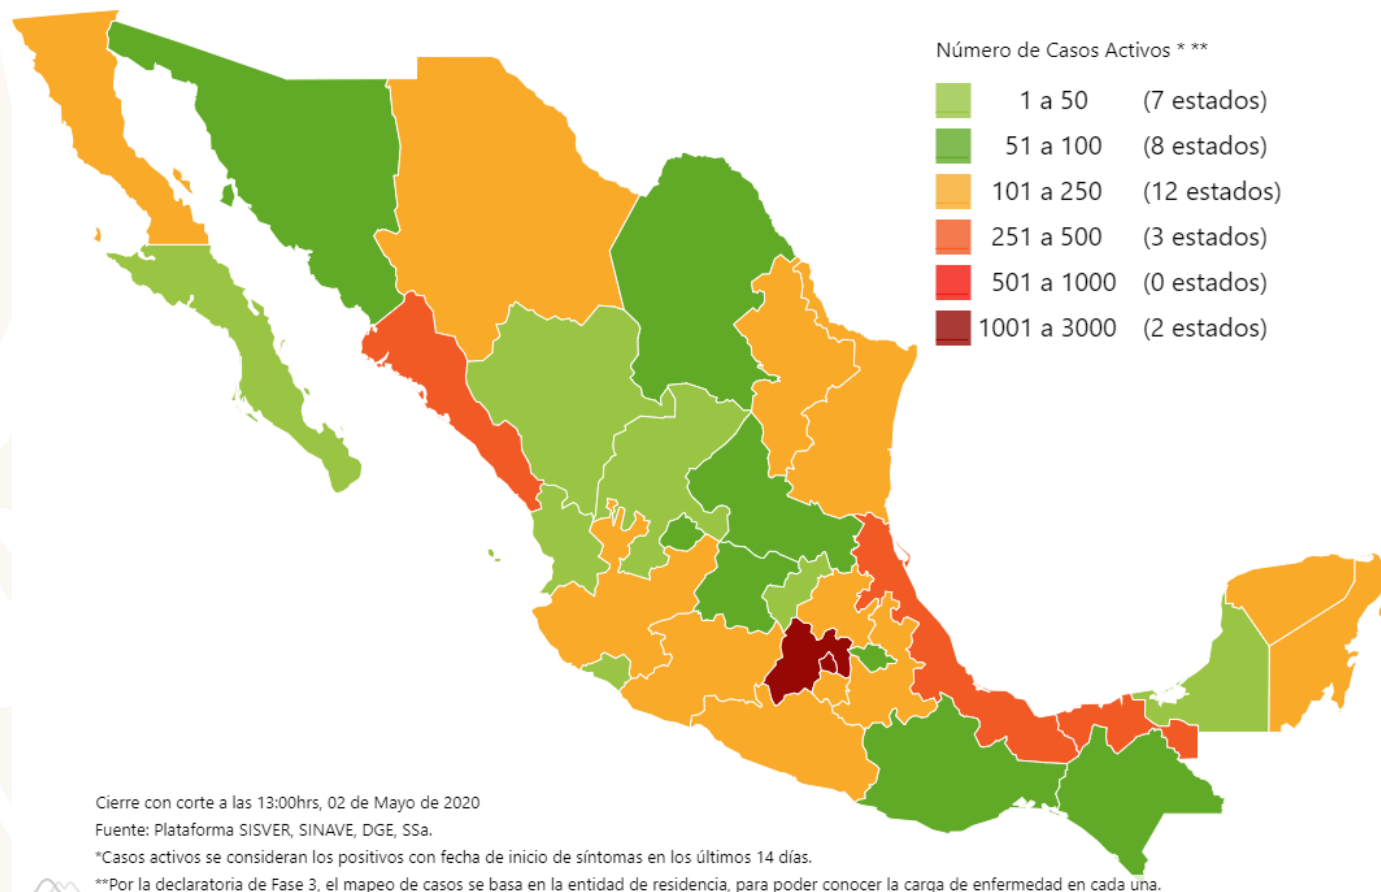 Número de Casos Activos * **
1 a 50 (7 estados)
51 a 100 (8 estados)
101 a 250 (12 estados)
251 a 500 (3 estados)
501 a 1000 (0 estados)
1001 a 3000 (2 estados)
Cierre con corte a las 13:00hrs, 02 de Mayo de 2020
Fuente: Plataforma SISVER, SINAVE, DGE, SSa.
*Casos activos se consideran los positivos con fecha de inicio de síntomas en los últimos 14 días.
**Por la declaratoria de Fase 3, el mapeo de casos se basa en la entidad de residencia, para poder conocer la carga de enfermedad en cada una.